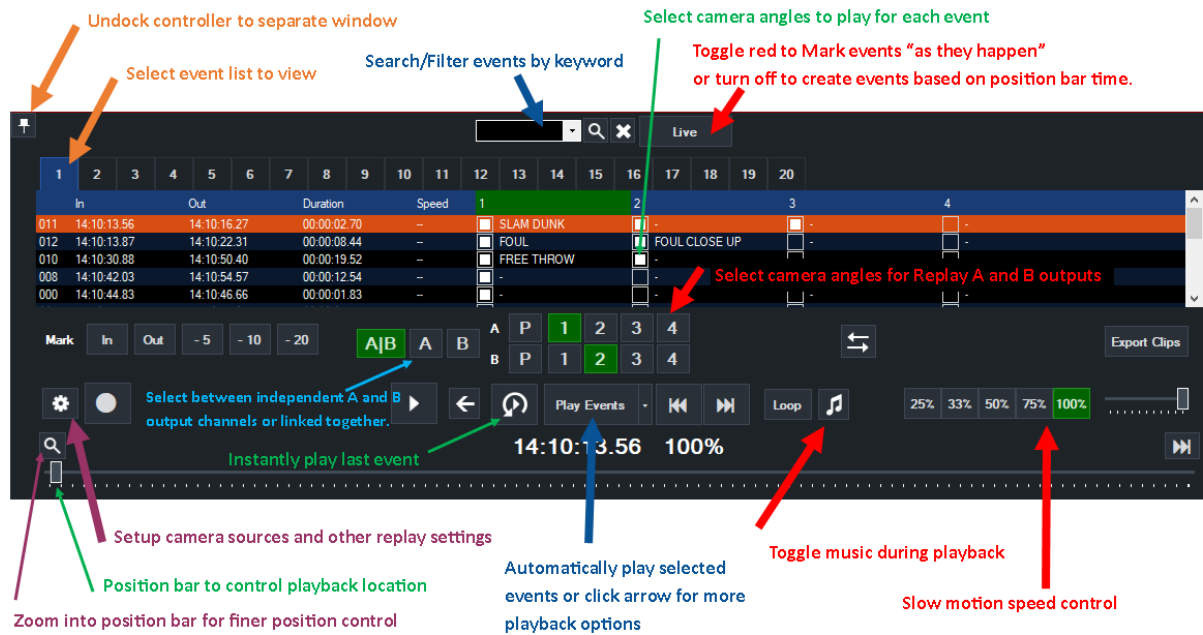 Undock controller to separate window
Select camera angles to play for each event
Select event list to view
Search/Filter events by keyword
Toggle red to Mark events “as they happen”
or turn off to create events based on position bar time.
Live
1 2 3 4 5 6 7 8 9 10 11 12 13 14 15 16 17 18 19 20
In Out Duration Speed 1 2 3 4
011 14:10:13.56 14:10:16.27 00:00:02.70 -- SLAM DUNK - - -
012 14:10:13.87 14:10:22.31 00:00:08.44 -- FOUL FOUL CLOSE UP - -
010 14:10:30.88 14:10:50.40 00:00:19.52 -- FREE THROW - - -
008 14:10:42.03 14:10:54.57 00:00:12.54 -- - -
000 14:10:44.83 14:10:46.66 00:00:01.83 -- - - - -
Select camera angles for Replay A and B outputs
Mark In Out - 5 - 10 - 20 A|B A B
A P 1 2 3 4
B P 1 2 3 4
Export Clips
Select between independent A and B
output channels or linked together.
Play Events Loop 25% 33% 50% 75% 100%
Instantly play last event
14:10:13.56 100%
Setup camera sources and other replay settings
Toggle music during playback
Position bar to control playback location
Automatically play selected
events or click arrow for more
playback options
Slow motion speed control
Zoom into position bar for finer position control